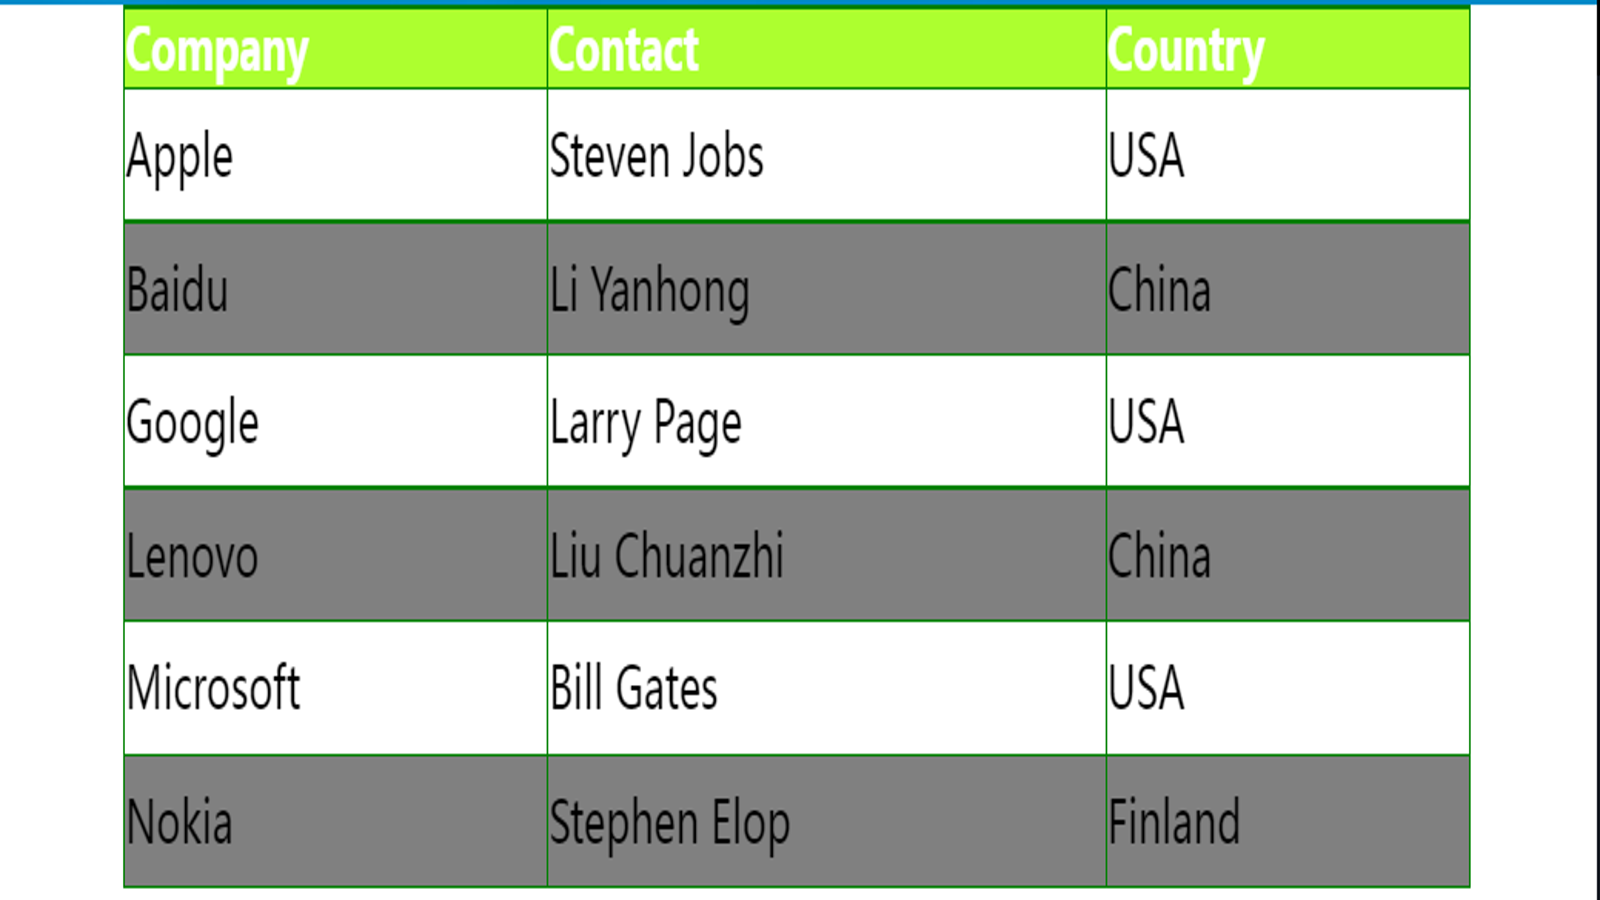 Company Contact Country
Apple Steven Jobs USA
Baidu Li Yanhong China
Google Larry Page USA
Lenovo Liu Chuanzhi China
Microsoft Bill Gates USA
Nokia Stephen Elop Finland